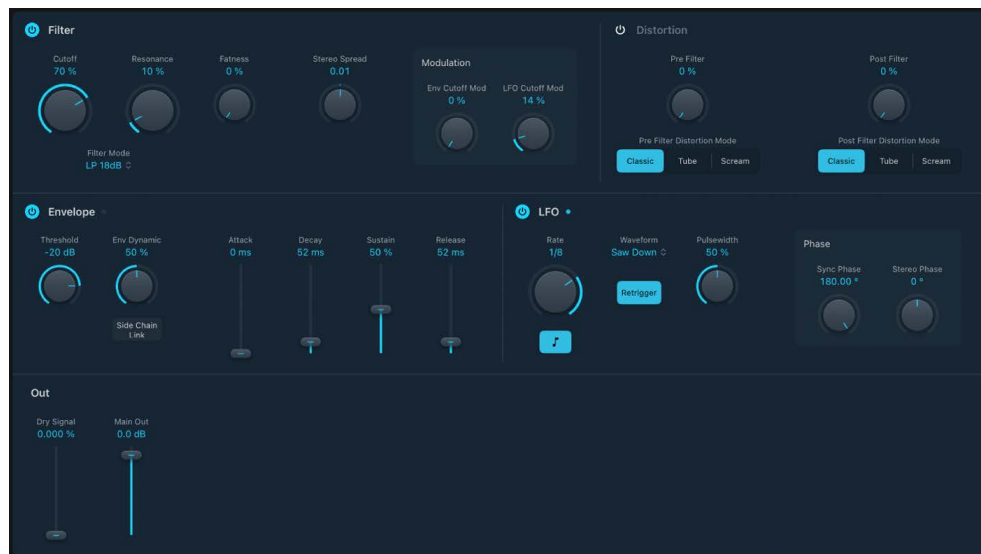 Filter
Distortion
Cutoff
70 %
Resonance
10 %
Fatness
0 %
Stereo Spread
0.01
Modulation
Env Cutoff Mod
0 %
LFO Cutoff Mod
14 %
Pre Filter
0 %
Post Filter
0 %
Filter Mode
LP 18dB
Pre Filter Distortion Mode
Classic Tube Scream
Post Filter Distortion Mode
Classic Tube Scream
Envelope
LFO
Threshold
-20 dB
Env Dynamic
50 %
Attack
0 ms
Decay
52 ms
Sustain
50 %
Release
52 ms
Side Chain
Link
Rate
1/8
Waveform
Saw Down
Pulsewidth
50 %
Retrigger
Phase
Sync Phase
180.00 °
Stereo Phase
0 °
Out
Dry Signal
0.000 %
Main Out
0.0 dB